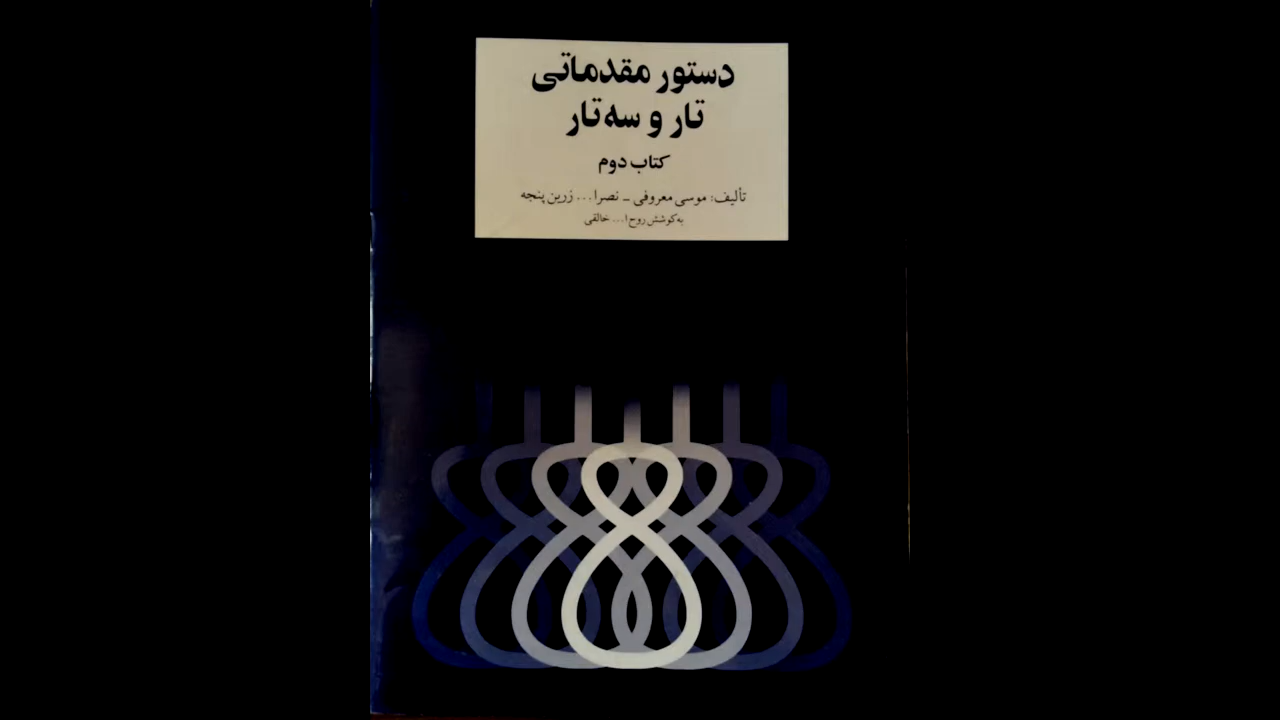 دستور مقدماتی
تار و سه‌تار
کتاب دوم
تألیف: موسی معروفی ـ نصرا... زرین پنجه
به‌کوشش روح ا... خالقی